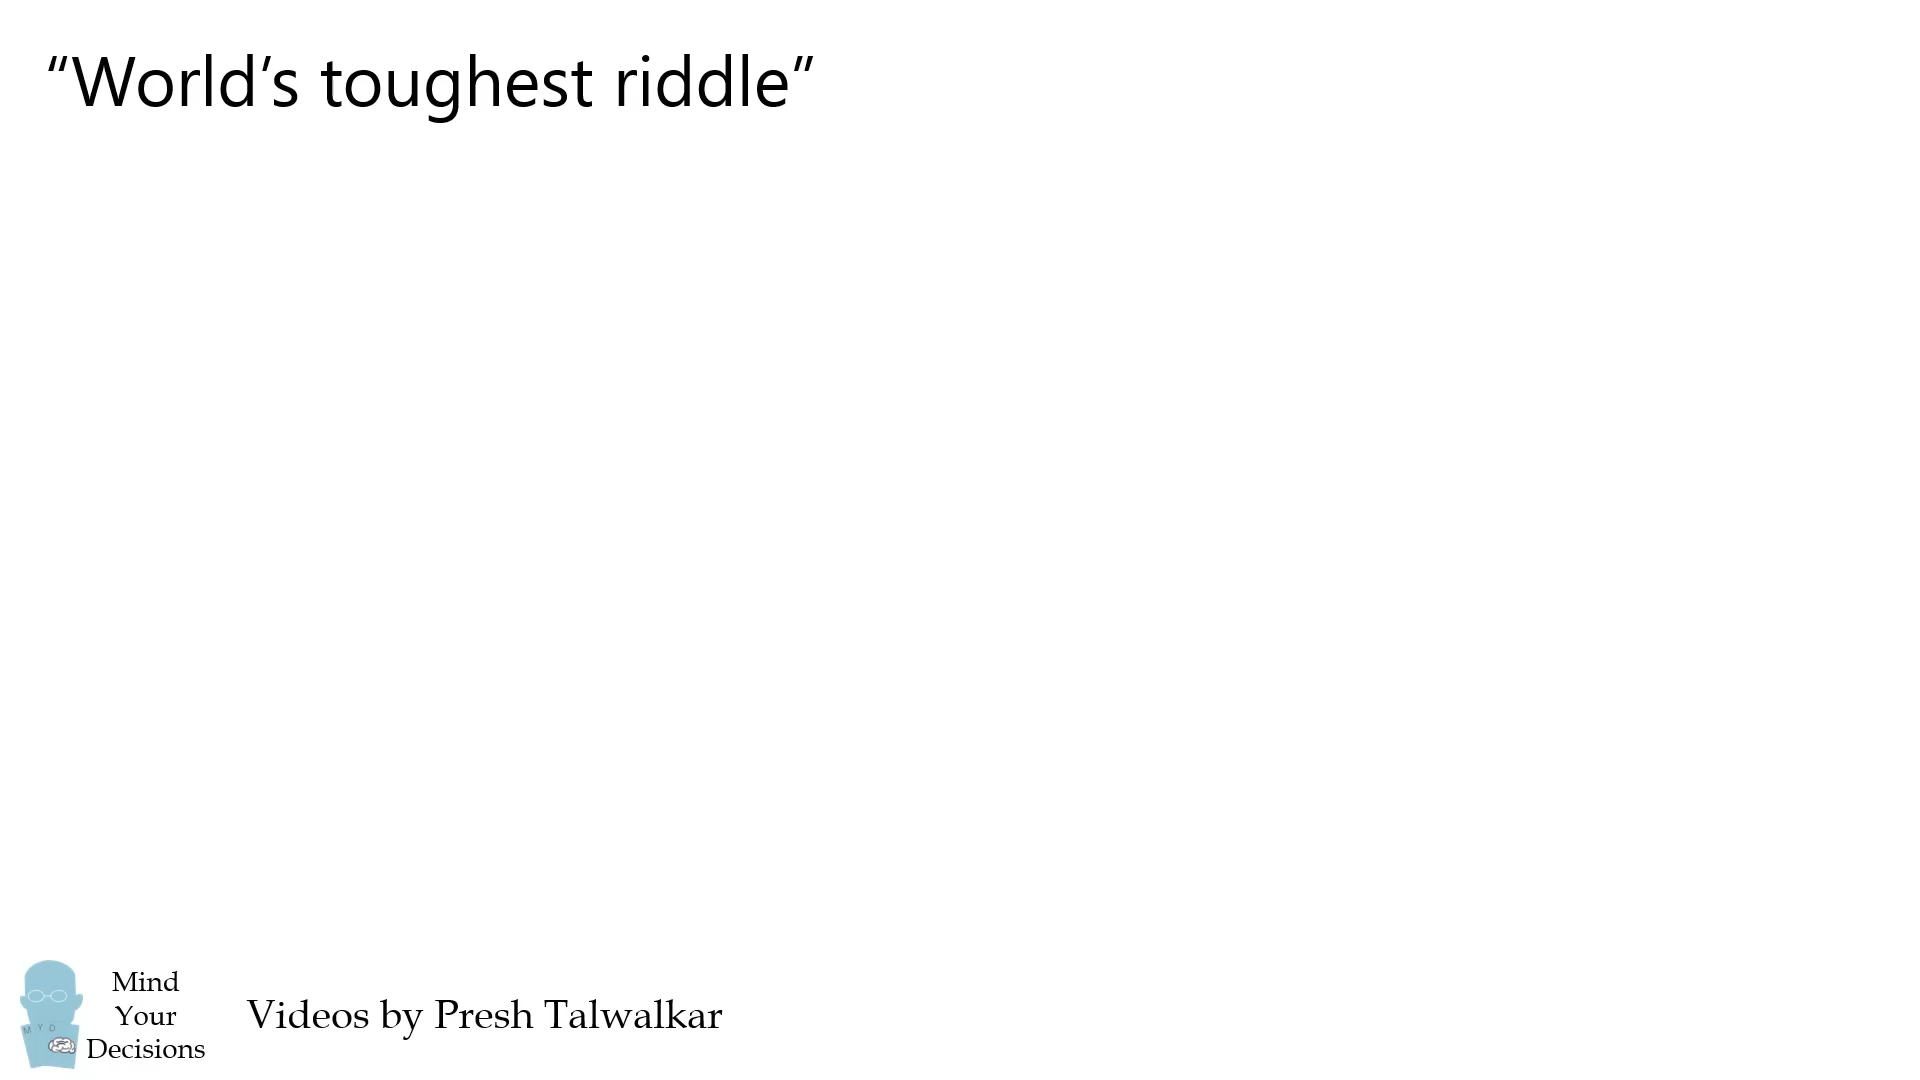 “World’s toughest riddle”
Mind
Your
Decisions
Videos by Presh Talwalkar
M Y D